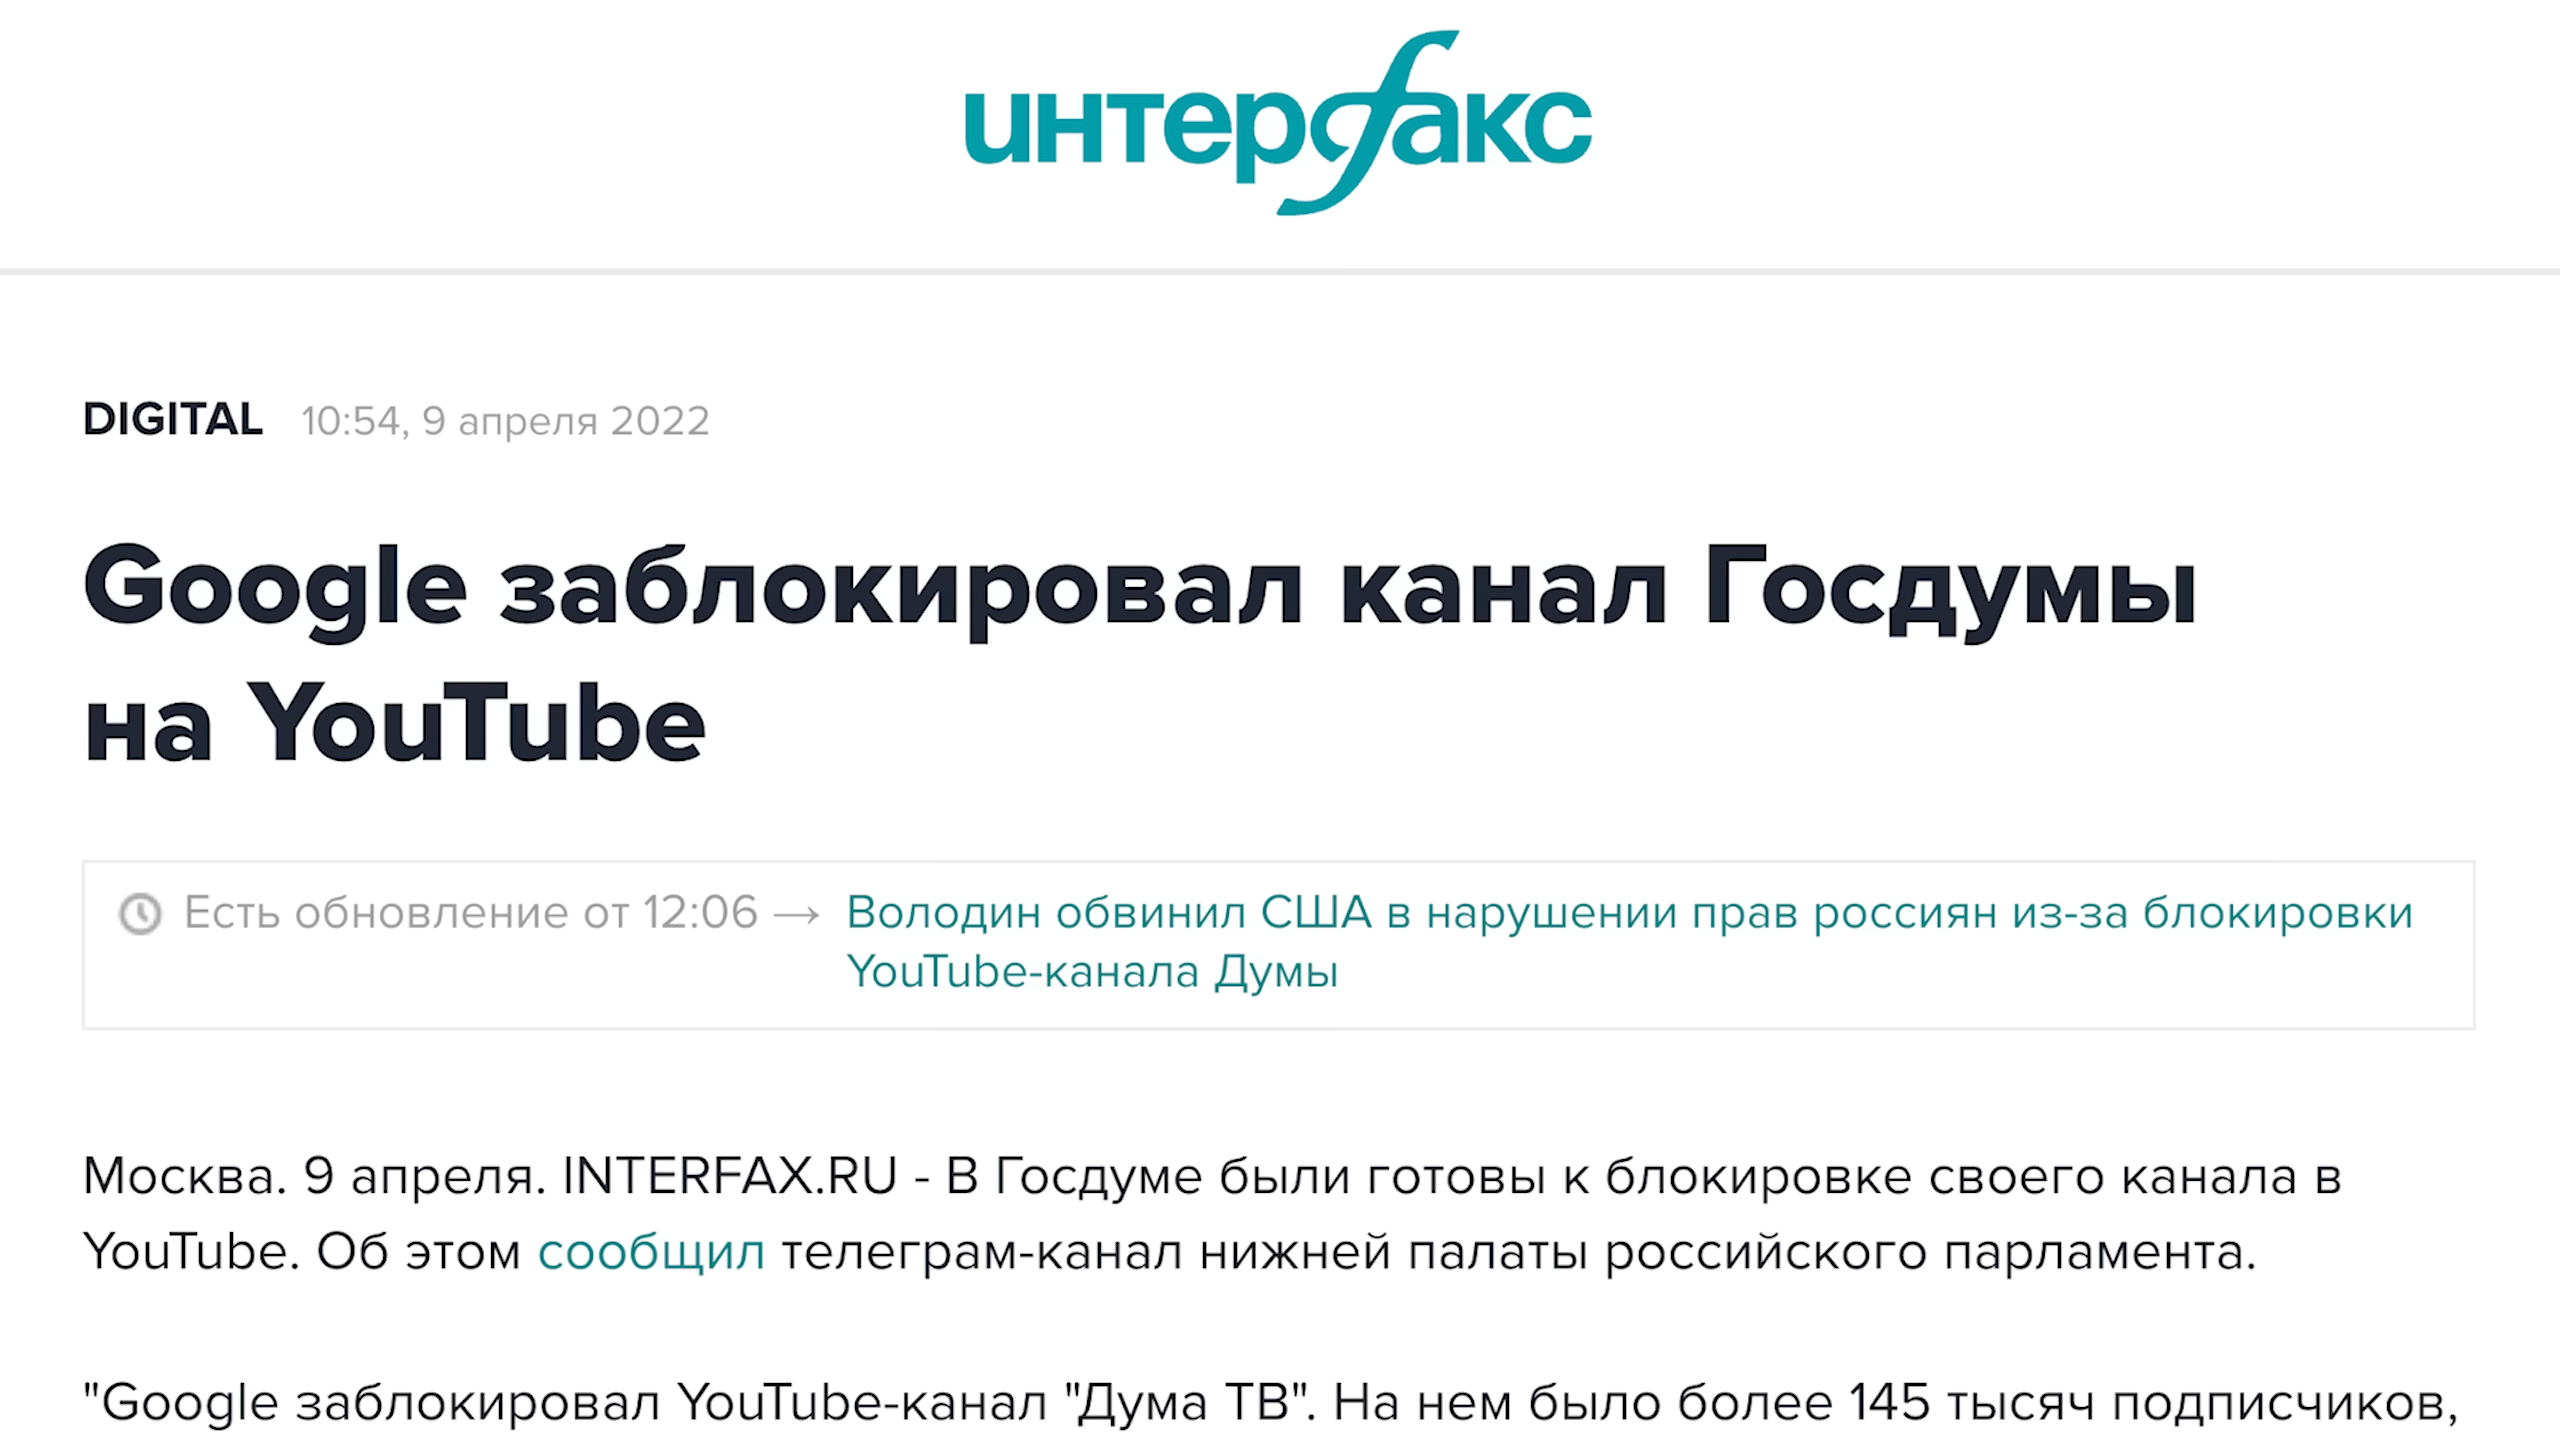 интерфакс
DIGITAL 10:54, 9 апреля 2022
Google заблокировал канал Госдумы
на YouTube
Есть обновление от 12:06 → Володин обвинил США в нарушении прав россиян из-за блокировки
YouTube-канала Думы
Москва. 9 апреля. INTERFAX.RU - В Госдуме были готовы к блокировке своего канала в
YouTube. Об этом сообщил телеграм-канал нижней палаты российского парламента.
"Google заблокировал YouTube-канал "Дума ТВ". На нем было более 145 тысяч подписчиков,